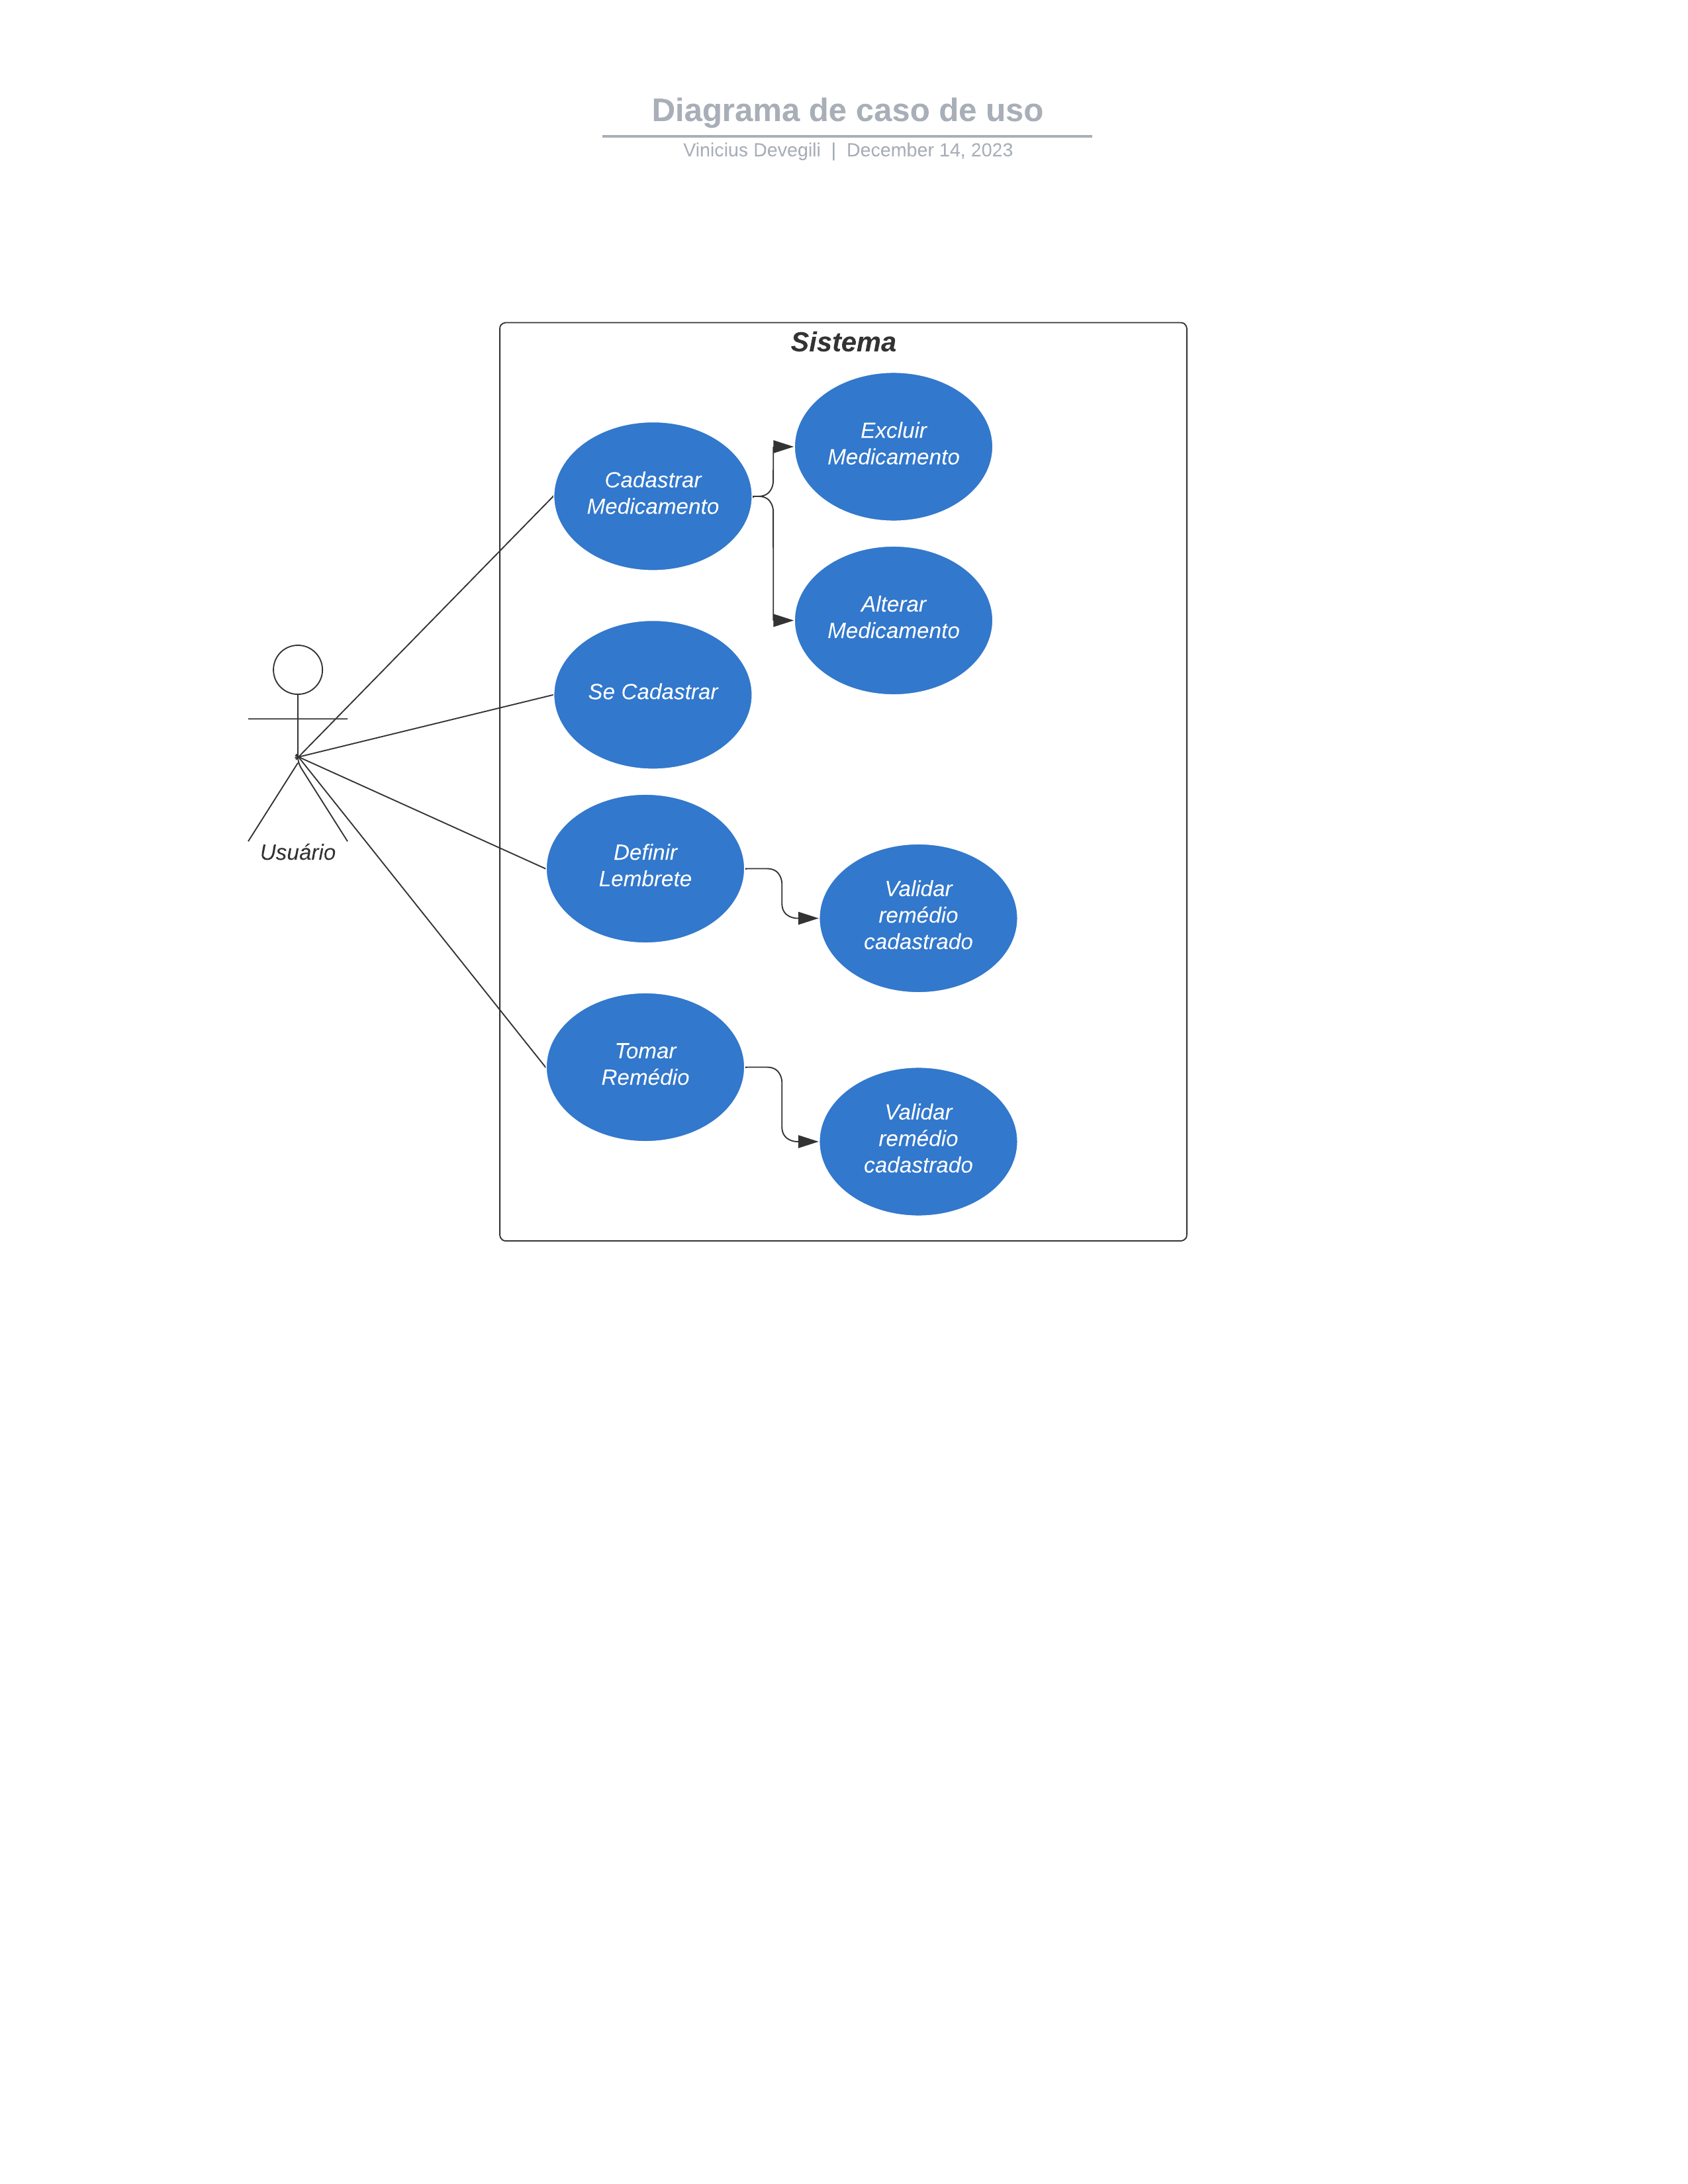 Diagrama de caso de uso
Vinicius Devegili | December 14, 2023
Sistema
Excluir
Medicamento
Cadastrar
Medicamento
Alterar
Medicamento
Se Cadastrar
Usuário
Definir
Lembrete
Validar
remédio
cadastrado
Tomar
Remédio
Validar
remédio
cadastrado